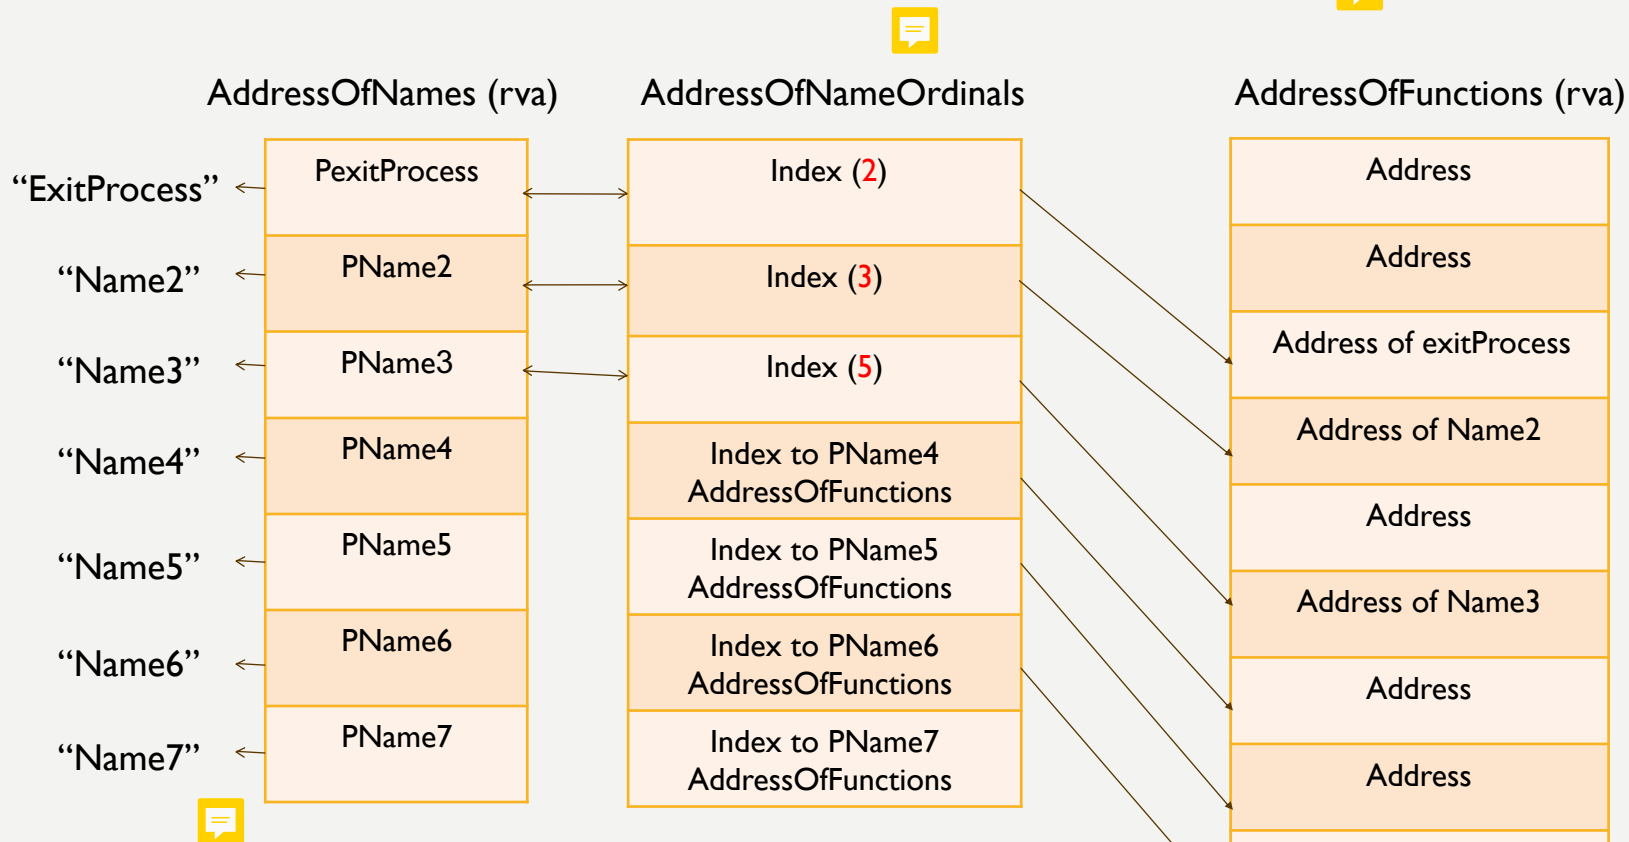 AddressOfNames (rva)
AddressOfNameOrdinals
AddressOfFunctions (rva)
“ExitProcess”
“Name2”
“Name3”
“Name4”
“Name5”
“Name6”
“Name7”
PexitProcess
PName2
PName3
PName4
PName5
PName6
PName7
Index (2)
Index (3)
Index (5)
Index to PName4
AddressOfFunctions
Index to PName5
AddressOfFunctions
Index to PName6
AddressOfFunctions
Index to PName7
AddressOfFunctions
Address
Address
Address of exitProcess
Address of Name2
Address
Address of Name3
Address
Address